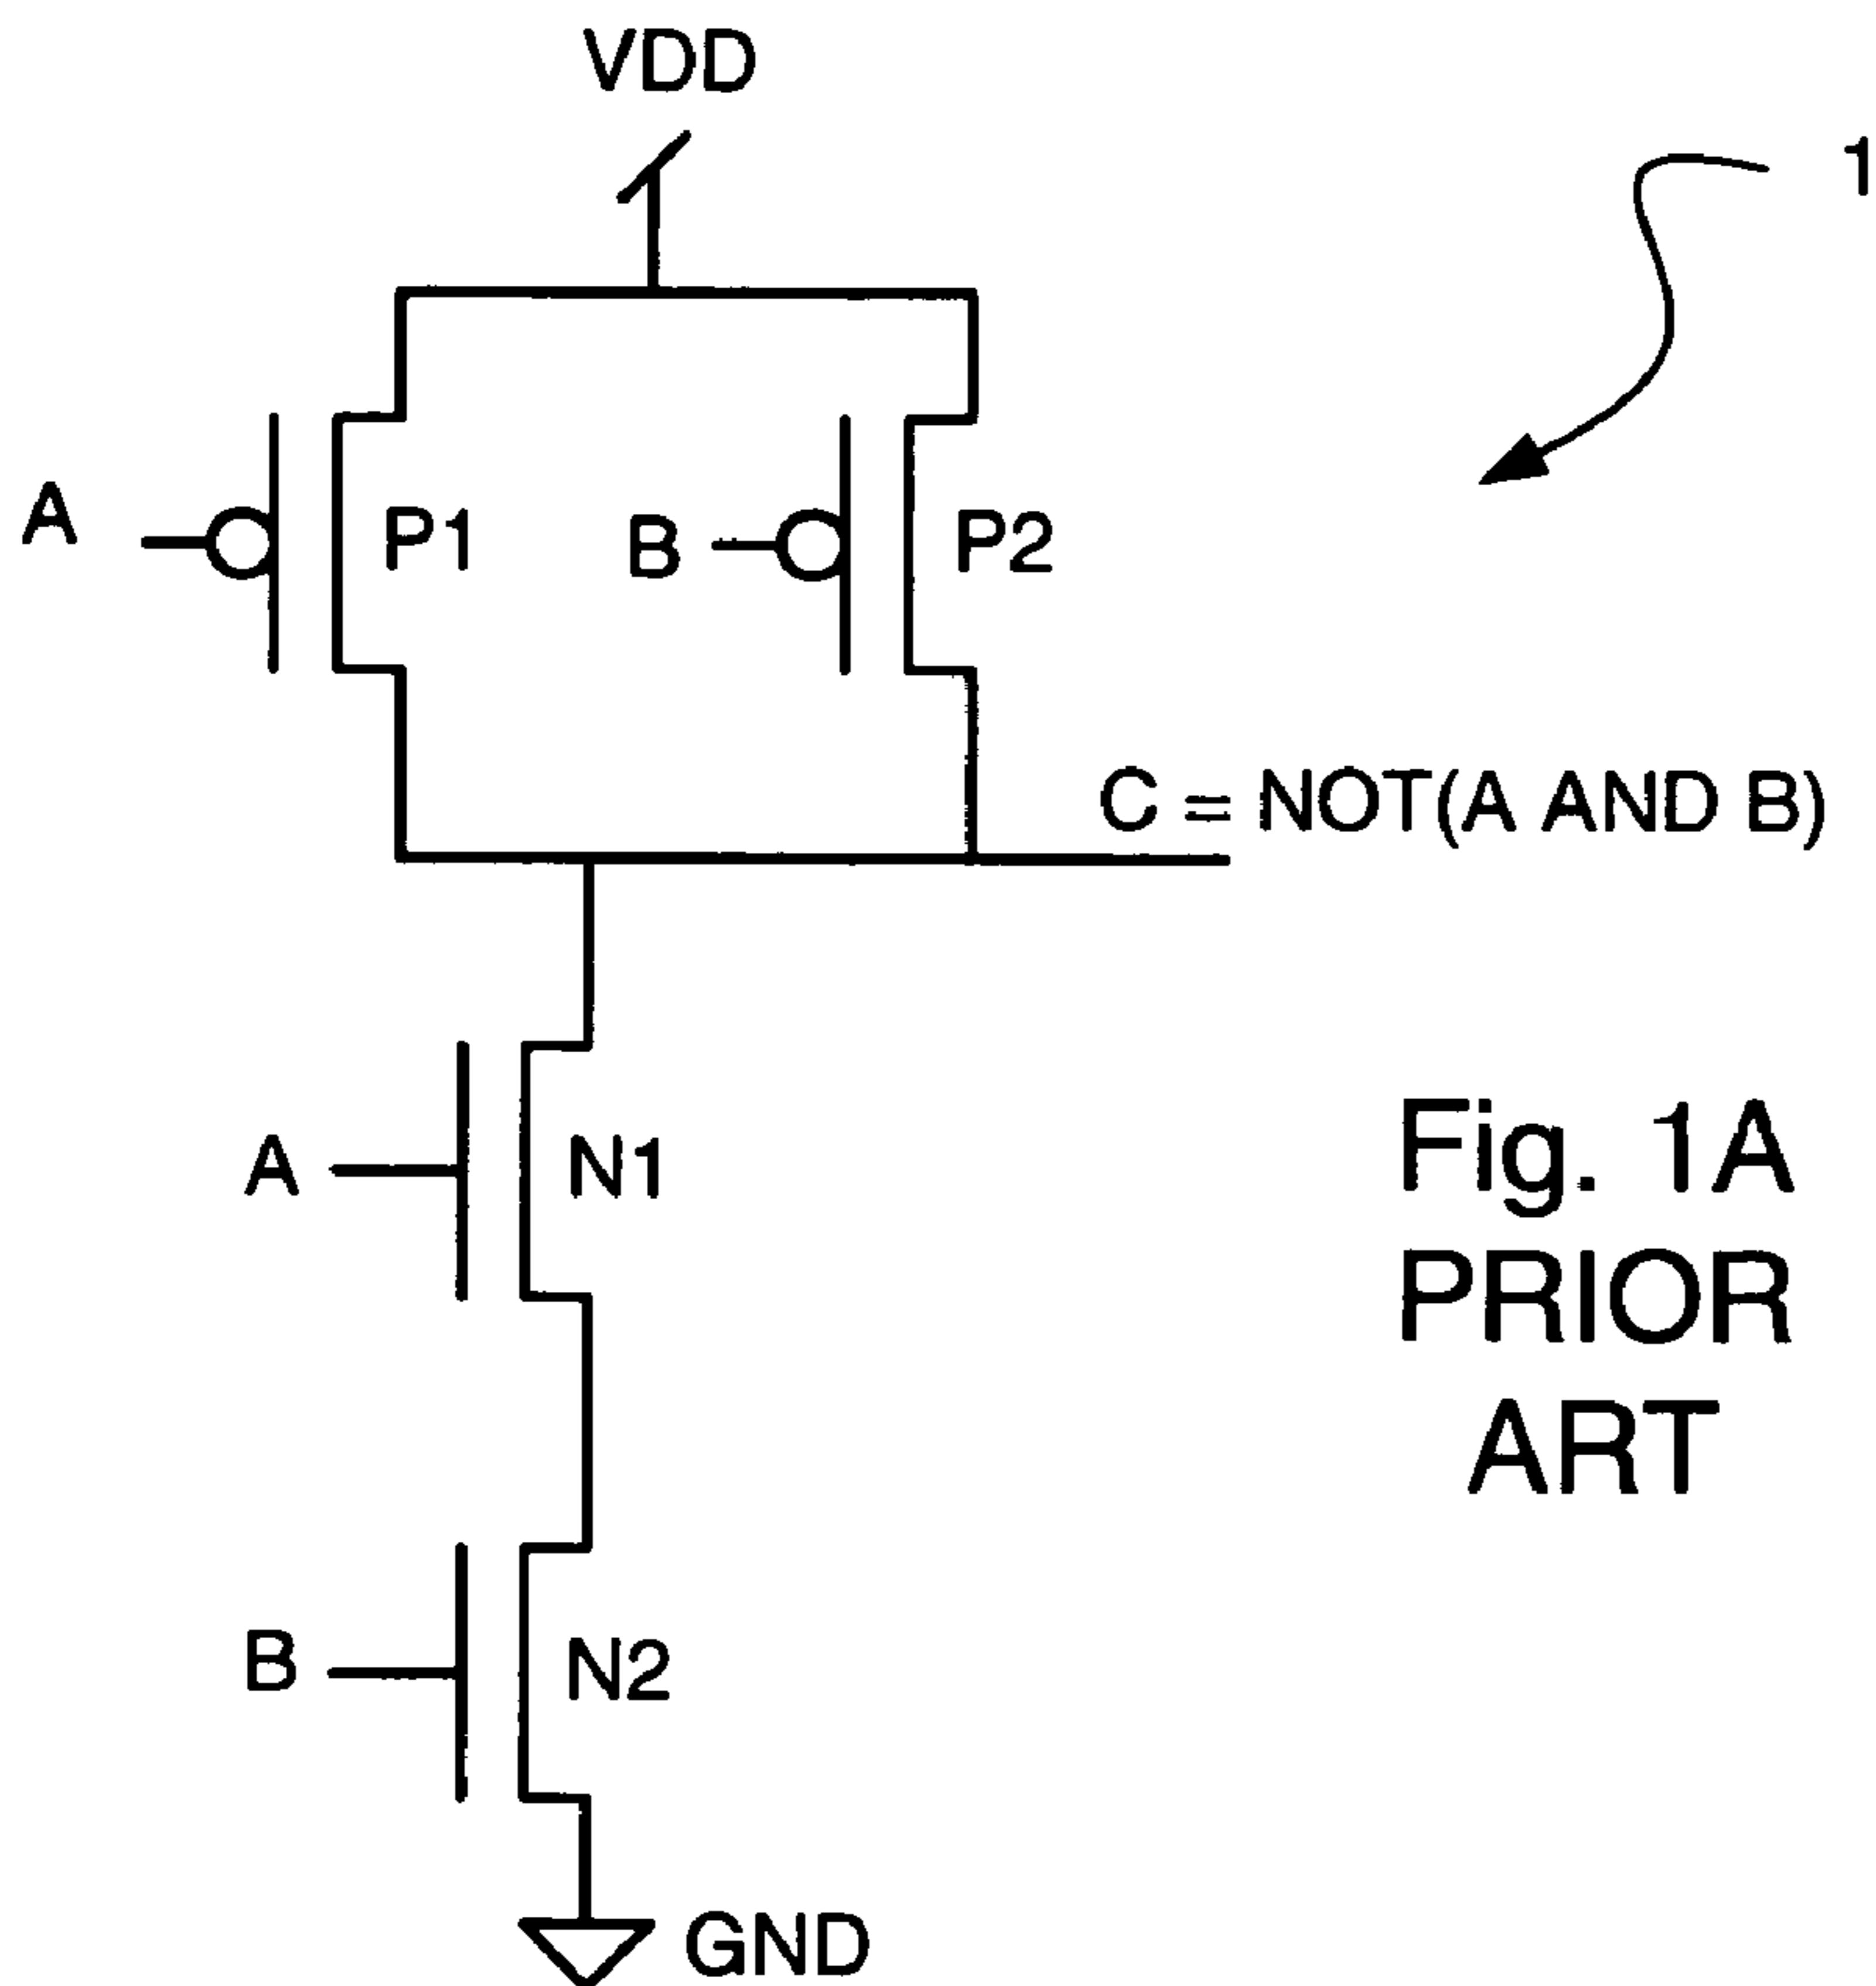 VDD
1
A
P1
B
P2
C = NOT(A AND B)
A
N1
Fig. 1A
PRIOR
ART
B
N2
GND